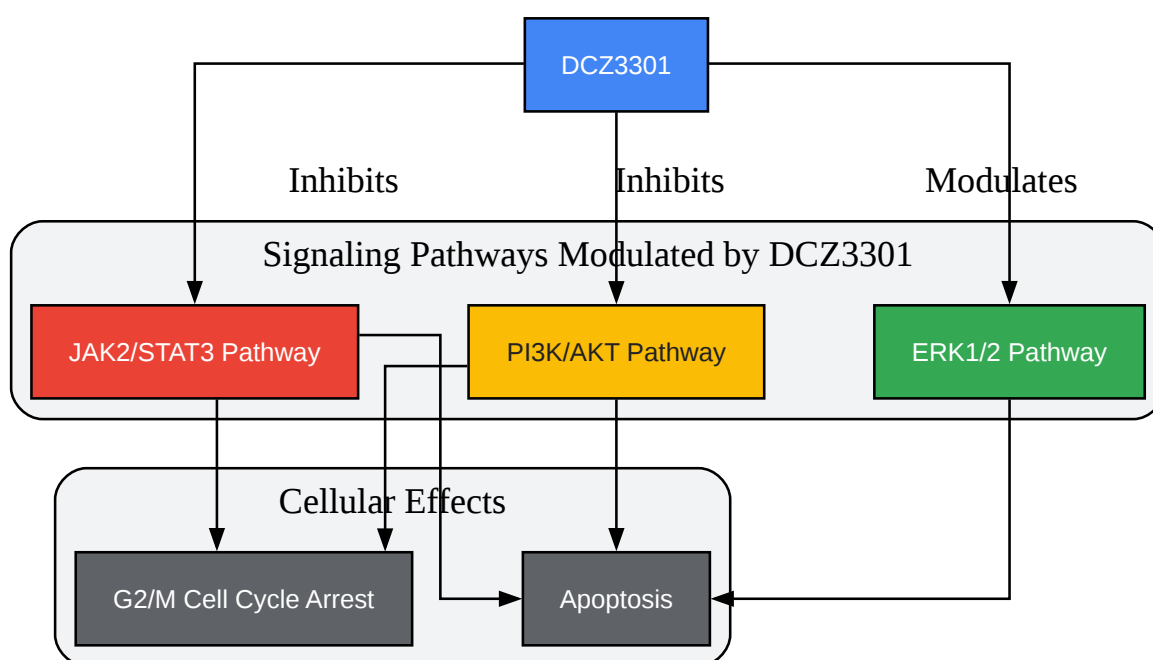 DCZ3301
Inhibits
Inhibits
Modulates
Signaling Pathways Modulated by DCZ3301
JAK2/STAT3 Pathway
PI3K/AKT Pathway
ERK1/2 Pathway
Cellular Effects
G2/M Cell Cycle Arrest
Apoptosis